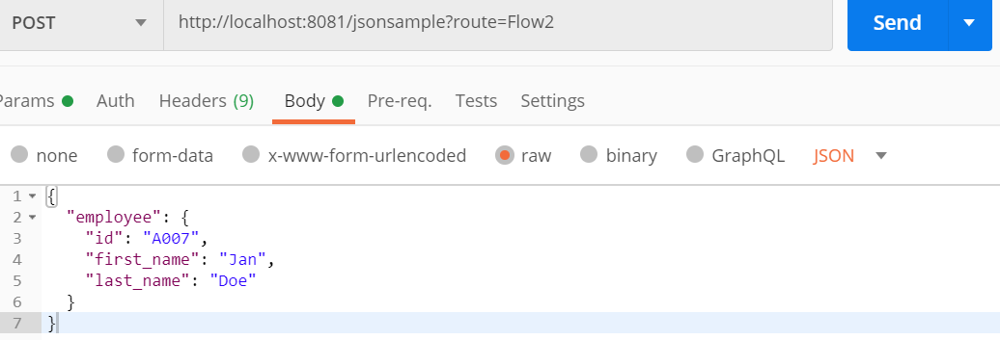 POST http://localhost:8081/jsonsample?route=Flow2 Send
Params Auth Headers (9) Body Pre-req. Tests Settings
none form-data x-www-form-urlencoded raw binary GraphQL JSON
1 {
2 "employee": {
3 "id": "A007",
4 "first_name": "Jan",
5 "last_name": "Doe"
6 }
7 }